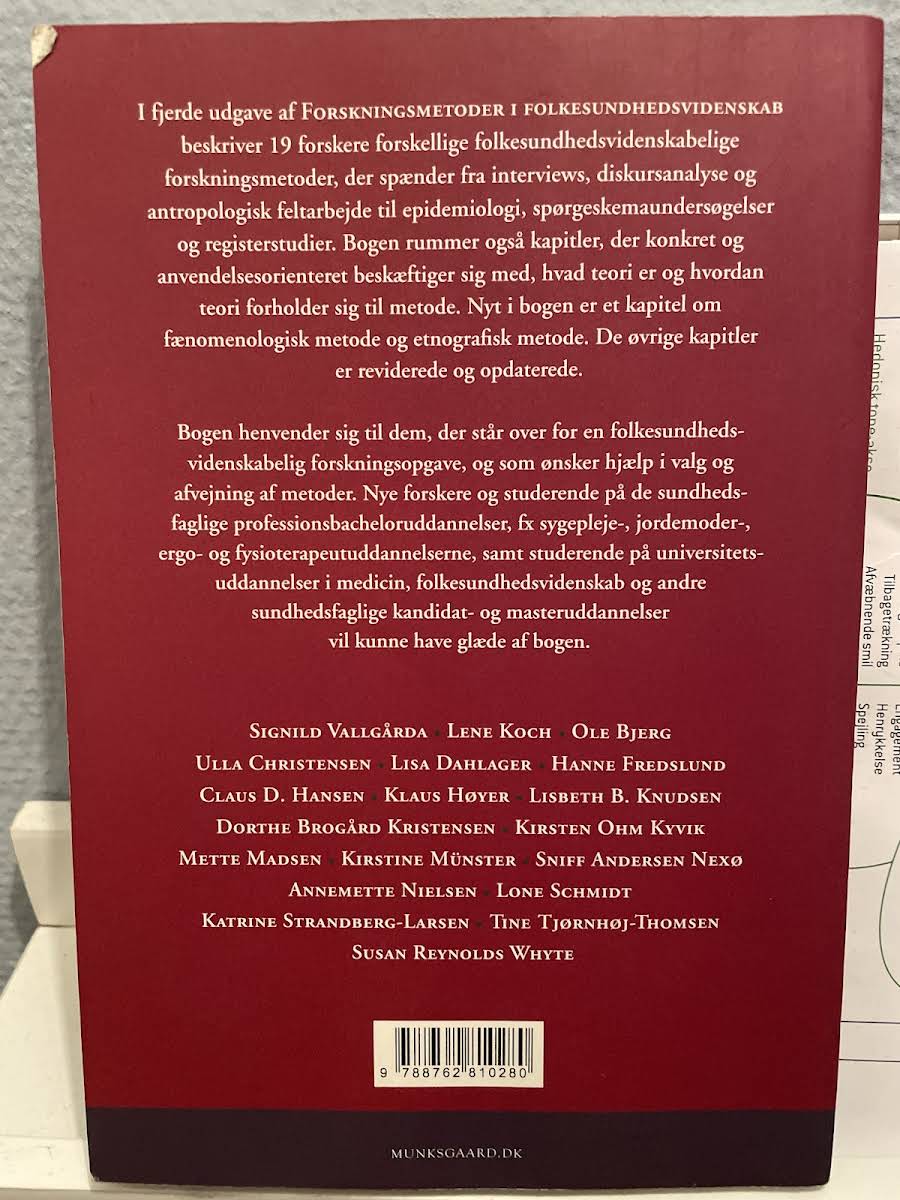 I fjerde udgave af Forskningsmetoder i folkesundhedsvidenskab
beskriver 19 forskere forskellige folkesundhedsvidenskabelige
forskningsmetoder, der spænder fra interviews, diskursanalyse og
antropologisk feltarbejde til epidemiologi, spørgeskemaundersøgelser
og registerstudier. Bogen rummer også kapitler, der konkret og
anvendelsesorienteret beskæftiger sig med, hvad teori er og hvordan
teori forholder sig til metode. Nyt i bogen er et kapitel om
fænomenologisk metode og etnografisk metode. De øvrige kapitler
er reviderede og opdaterede.
Bogen henvender sig til dem, der står over for en folkesundheds-
videnskabelig forskningsopgave, og som ønsker hjælp i valg og
afvejning af metoder. Nye forskere og studerende på de sundheds-
faglige professionsbacheloruddannelser, fx sygepleje-, jordemoder-,
ergo- og fysioterapeutuddannelserne, samt studerende på universitets-
uddannelser i medicin, folkesundhedsvidenskab og andre
sundhedsfaglige kandidat- og masteruddannelser
vil kunne have glæde af bogen.
Signild Vallgårda · Lene Koch · Ole Bjerg
Ulla Christensen · Lisa Dahlager · Hanne Fredslund
Claus D. Hansen · Klaus Høyer · Lisbeth B. Knudsen
Dorthe Brogård Kristensen · Kirsten Ohm Kyvik
Mette Madsen · Kirstine Münster · Sniff Andersen Nexø
Annemette Nielsen · Lone Schmidt
Katrine Strandberg-Larsen · Tine Tjørnhøj-Thomsen
Susan Reynolds Whyte
9 788762 810280
MUNKSGAARD.DK
Hedonisk tone-akse
Tilbagetrækning
Afvæbnende smil
Engagement
Henrykkelse
Spejling